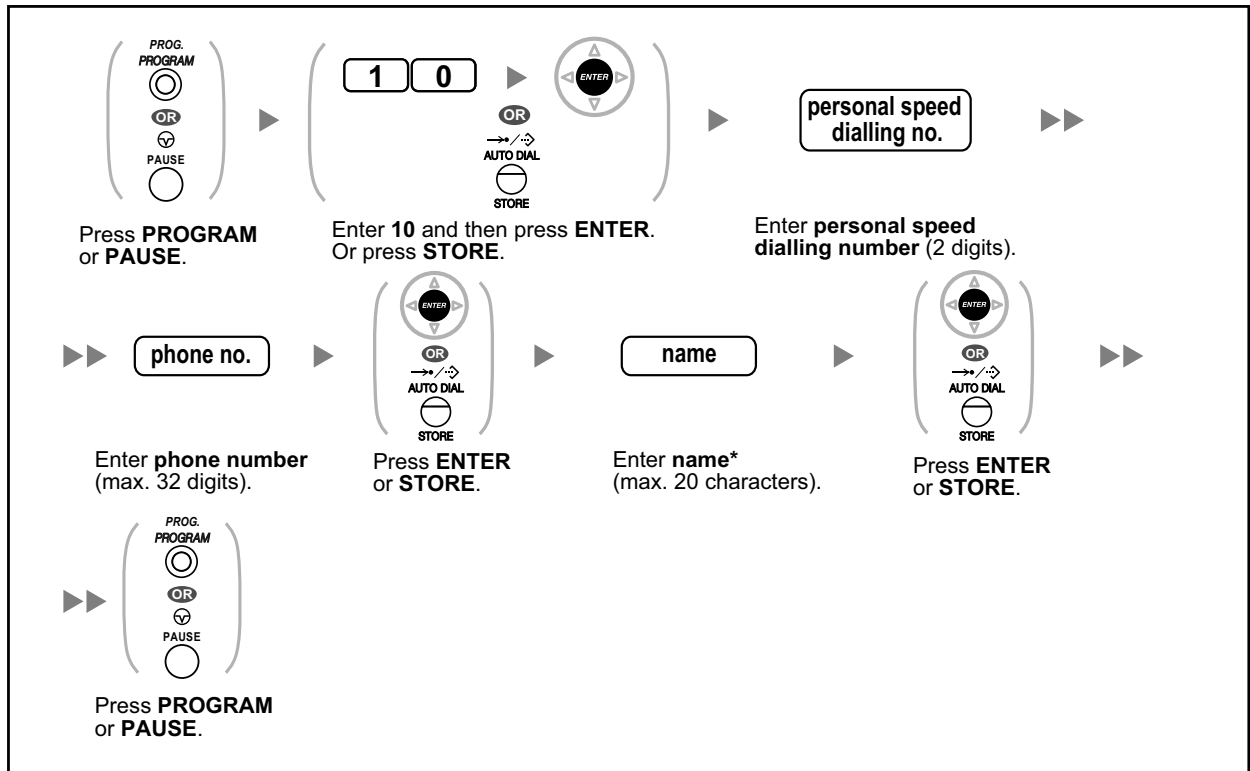 PROG.
PROGRAM
OR
PAUSE
Press PROGRAM
or PAUSE.
1 0
ENTER
OR
AUTO DIAL
STORE
Enter 10 and then press ENTER.
Or press STORE.
personal speed
dialling no.
Enter personal speed
dialling number (2 digits).
phone no.
Enter phone number
(max. 32 digits).
ENTER
OR
AUTO DIAL
STORE
Press ENTER
or STORE.
name
Enter name*
(max. 20 characters).
ENTER
OR
AUTO DIAL
STORE
Press ENTER
or STORE.
PROG.
PROGRAM
OR
PAUSE
Press PROGRAM
or PAUSE.